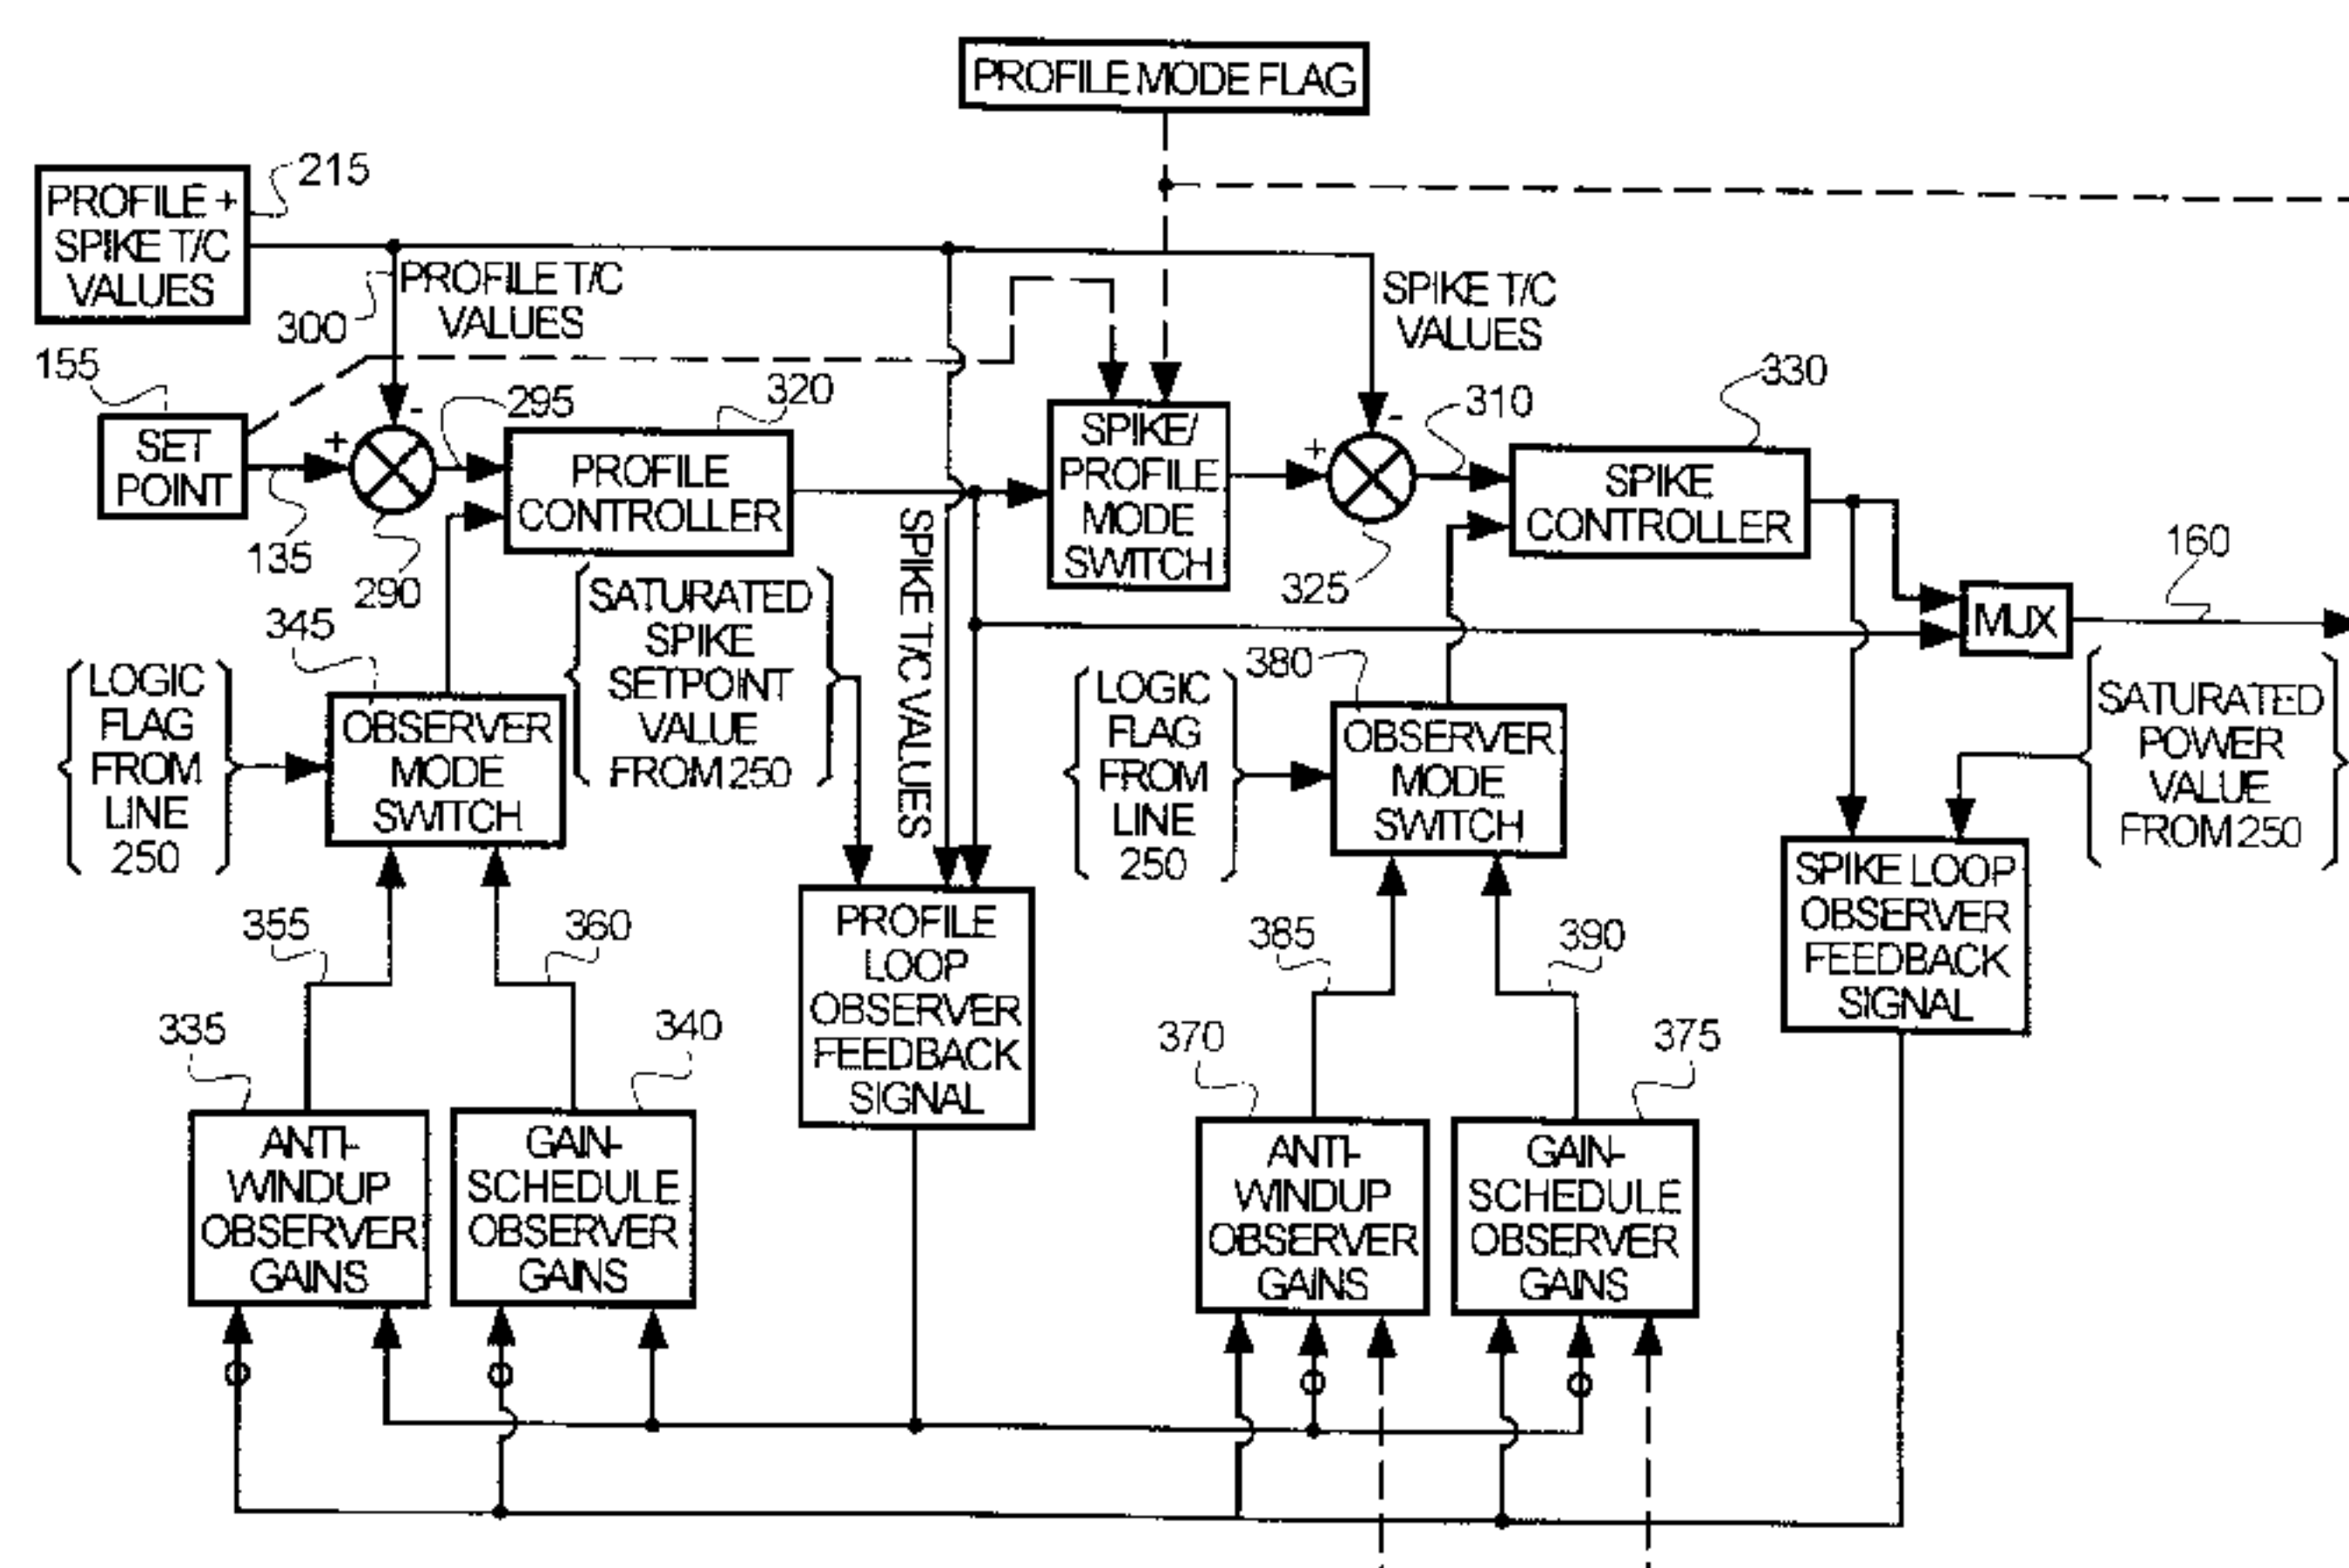 PROFILE MODE FLAG
215
PROFILE +
SPIKE T/C
VALUES
PROFILE T/C
VALUES
300
SPIKE T/C
VALUES
155
SET
POINT
+
-
135
290
295
320
PROFILE
CONTROLLER
SPIKE/
PROFILE
MODE
SWITCH
+
-
325
310
330
SPIKE
CONTROLLER
160
MUX
345
LOGIC
FLAG
FROM
LINE
250
OBSERVER
MODE
SWITCH
SATURATED
SPIKE
SETPOINT
VALUE
FROM 250
SPIKE T/C VALUES
380
LOGIC
FLAG
FROM
LINE
250
OBSERVER
MODE
SWITCH
SATURATED
POWER
VALUE
FROM 250
355
360
PROFILE
LOOP
OBSERVER
FEEDBACK
SIGNAL
385
390
SPIKE LOOP
OBSERVER
FEEDBACK
SIGNAL
335
340
370
375
ANTI-
WINDUP
OBSERVER
GAINS
GAIN-
SCHEDULE
OBSERVER
GAINS
ANTI-
WINDUP
OBSERVER
GAINS
GAIN-
SCHEDULE
OBSERVER
GAINS